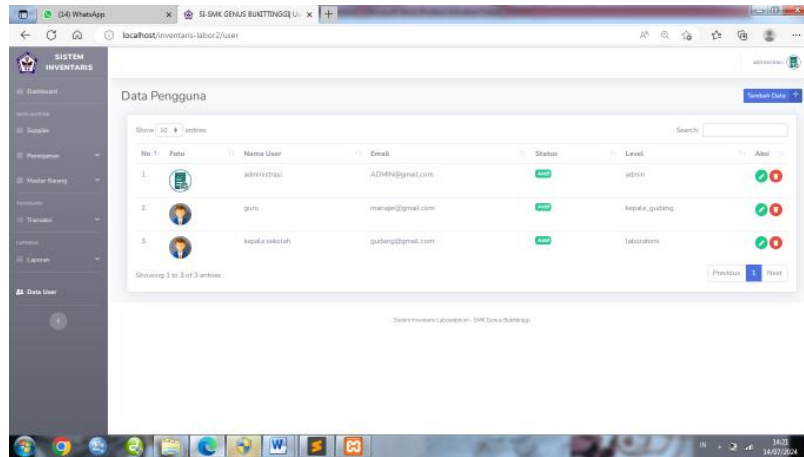 (14) WhatsApp
SI-SMK GENUS BUKITTINGGI| U
localhost/inventaris-labor2/user
SISTEM
INVENTARIS
administrasi
Dashboard
Data Pengguna
Tambah Data +
Supplier
Show 10 entries
Search:
Peminjaman
No Foto Nama User Email Status Level Aksi
Master Barang
1. administrasi ADMIN@gmail.com Aktif admin
Transaksi
2. guru manajer@gmail.com Aktif kepala_gudang
3. kepala sekolah gudang@gmail.com Aktif
Laporan
Showing 1 to 3 of 3 entries
Previous 1 Next
Data User
Sistem Inventaris Laboratorium - SMK Genus Bukittinggi
IN
14:21
14/07/2024